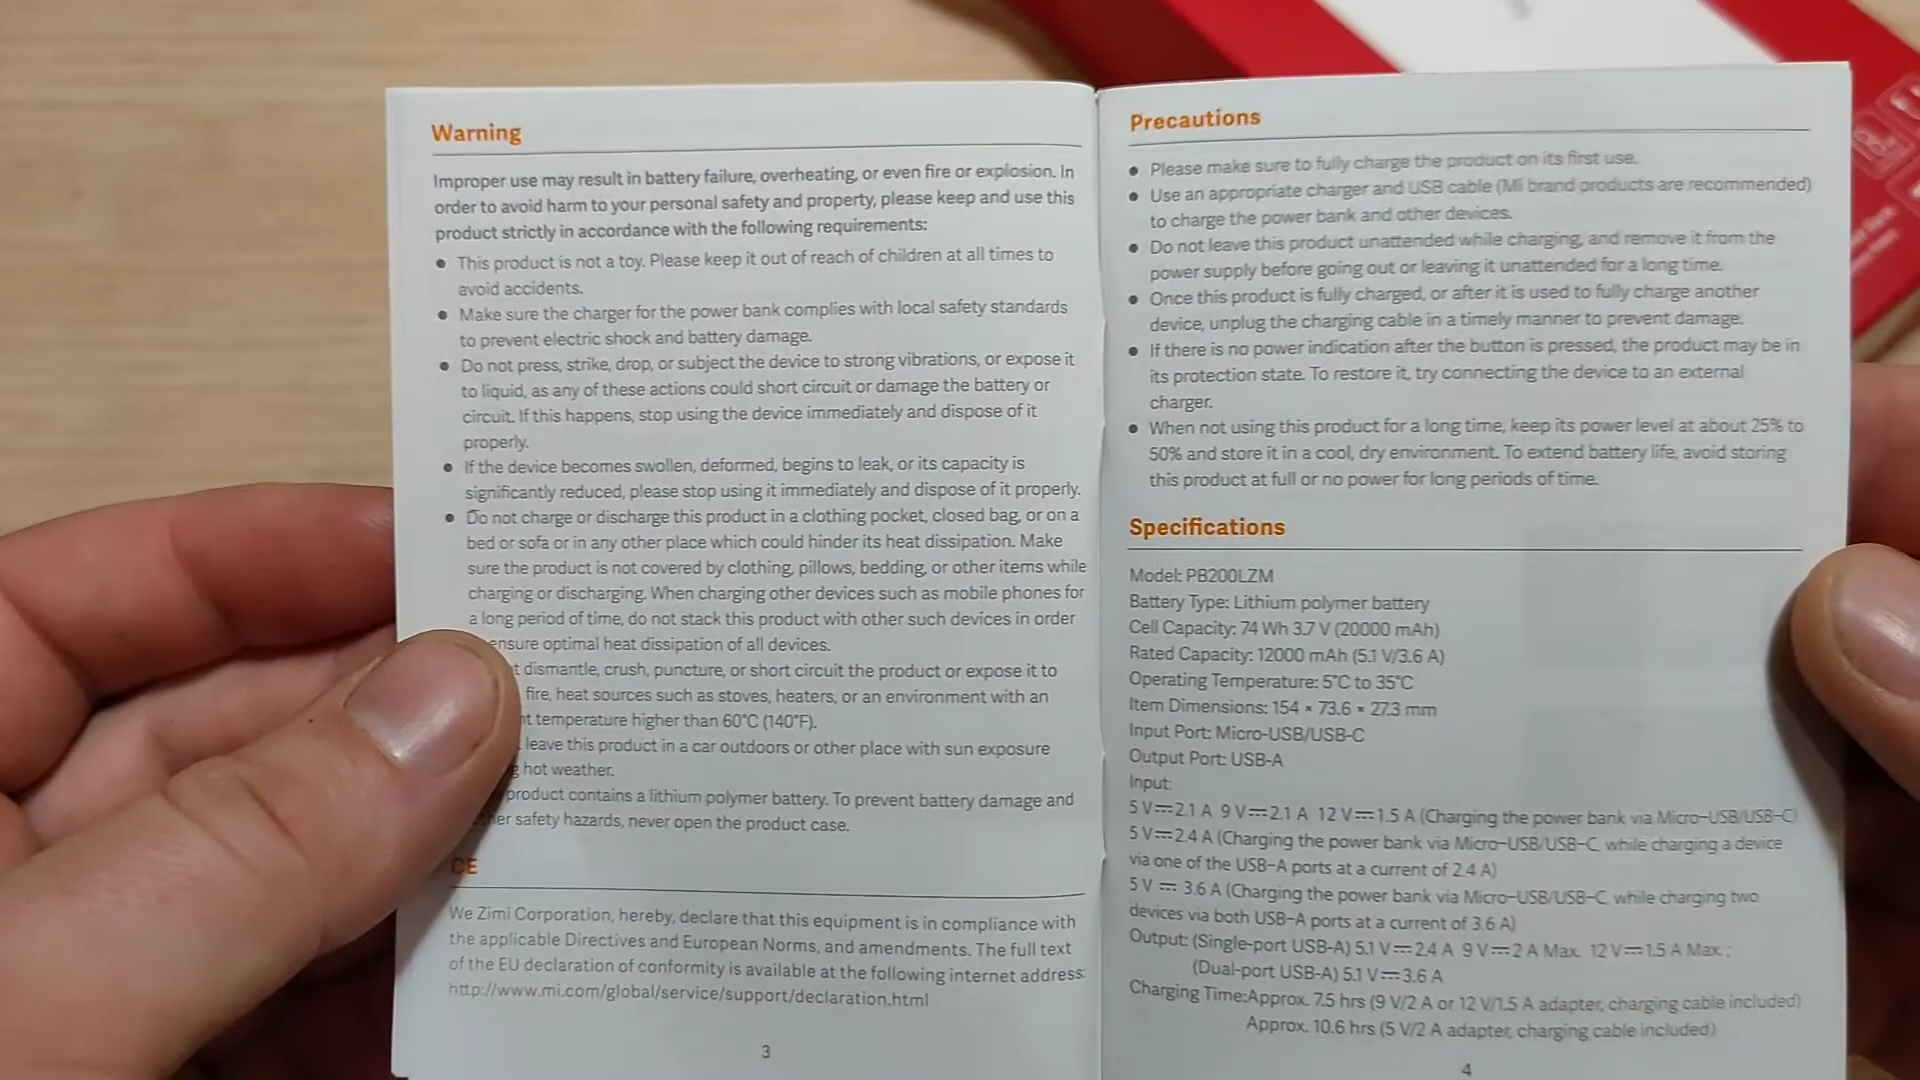 Warning
Improper use may result in battery failure, overheating, or even fire or explosion. In
order to avoid harm to your personal safety and property, please keep and use this
product strictly in accordance with the following requirements:
● This product is not a toy. Please keep it out of reach of children at all times to
avoid accidents.
● Make sure the charger for the power bank complies with local safety standards
to prevent electric shock and battery damage.
● Do not press, strike, drop, or subject the device to strong vibrations, or expose it
to liquid, as any of these actions could short circuit or damage the battery or
circuit. If this happens, stop using the device immediately and dispose of it
properly.
● If the device becomes swollen, deformed, begins to leak, or its capacity is
significantly reduced, please stop using it immediately and dispose of it properly.
● Do not charge or discharge this product in a clothing pocket, closed bag, or on a
bed or sofa or in any other place which could hinder its heat dissipation. Make
sure the product is not covered by clothing, pillows, bedding, or other items while
charging or discharging. When charging other devices such as mobile phones for
a long period of time, do not stack this product with other such devices in order
ensure optimal heat dissipation of all devices.
dismantle, crush, puncture, or short circuit the product or expose it to
fire, heat sources such as stoves, heaters, or an environment with an
temperature higher than 60°C (140°F).
leave this product in a car outdoors or other place with sun exposure
hot weather.
product contains a lithium polymer battery. To prevent battery damage and
safety hazards, never open the product case.
CE
We Zimi Corporation, hereby, declare that this equipment is in compliance with
the applicable Directives and European Norms, and amendments. The full text
of the EU declaration of conformity is available at the following internet address:
http://www.mi.com/global/service/support/declaration.html
3
Precautions
● Please make sure to fully charge the product on its first use.
● Use an appropriate charger and USB cable (Mi brand products are recommended)
to charge the power bank and other devices.
● Do not leave this product unattended while charging, and remove it from the
power supply before going out or leaving it unattended for a long time.
● Once this product is fully charged, or after it is used to fully charge another
device, unplug the charging cable in a timely manner to prevent damage.
● If there is no power indication after the button is pressed, the product may be in
its protection state. To restore it, try connecting the device to an external
charger.
● When not using this product for a long time, keep its power level at about 25% to
50% and store it in a cool, dry environment. To extend battery life, avoid storing
this product at full or no power for long periods of time.
Specifications
Model: PB200LZM
Battery Type: Lithium polymer battery
Cell Capacity: 74 Wh 3.7 V (20000 mAh)
Rated Capacity: 12000 mAh (5.1 V/3.6 A)
Operating Temperature: 5°C to 35°C
Item Dimensions: 154 × 73.6 × 27.3 mm
Input Port: Micro-USB/USB-C
Output Port: USB-A
Input:
5 V⎓2.1 A 9 V⎓2.1 A 12 V⎓1.5 A (Charging the power bank via Micro-USB/USB-C)
5 V⎓2.4 A (Charging the power bank via Micro-USB/USB-C, while charging a device
via one of the USB-A ports at a current of 2.4 A)
5 V ⎓ 3.6 A (Charging the power bank via Micro-USB/USB-C, while charging two
devices via both USB-A ports at a current of 3.6 A)
Output: (Single-port USB-A) 5.1 V⎓2.4 A 9 V⎓2 A Max. 12 V⎓1.5 A Max.;
(Dual-port USB-A) 5.1 V⎓3.6 A
Charging Time:Approx. 7.5 hrs (9 V/2 A or 12 V/1.5 A adapter, charging cable included)
Approx. 10.6 hrs (5 V/2 A adapter, charging cable included)
4